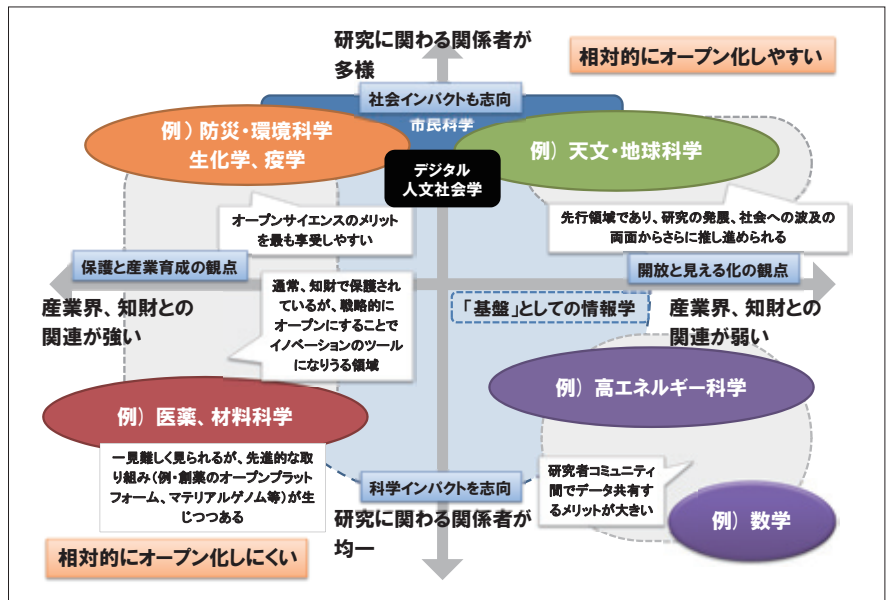 研究に関わる関係者が
多様
相対的にオープン化しやすい
社会インパクトも志向
市民科学
例）防災・環境科学
生化学、疫学
例）天文・地球科学
デジタル
人文社会学
オープンサイエンスのメリット
を最も享受しやすい
先行領域であり、研究の発展、社会への波及の
両面からさらに推し進められる
保護と産業育成の観点
開放と見える化の観点
産業界、知財との
関連が強い
通常、知財で保護され
ているが、戦略的に
オープンにすることで
イノベーションのツール
になりうる領域
「基盤」としての情報学
産業界、知財との
関連が弱い
例）高エネルギー科学
例）医薬、材料科学
一見難しく見られるが、先進的な取
り組み（例・創薬のオープンプラット
フォーム、マテリアルゲノム等）が生
じつつある
科学インパクトを志向
研究者コミュニティ
間でデータ共有す
るメリットが大きい
研究に関わる関係者が
均一
例）数学
相対的にオープン化しにくい